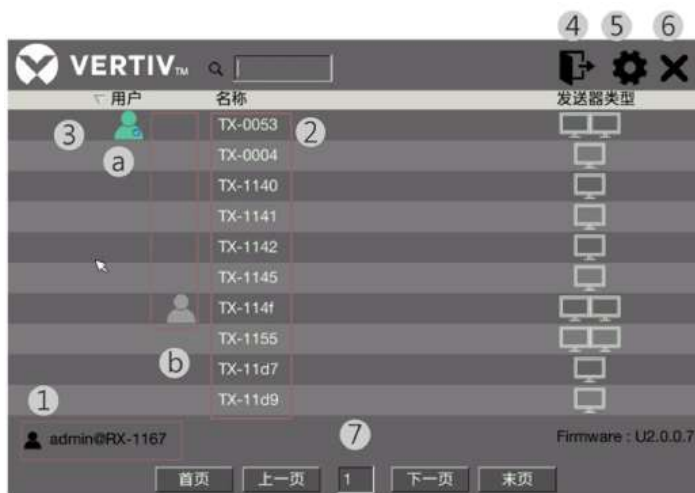 4 5 6
VERTIV TM
用户 名称 发送器类型
3 TX-0053 2
a TX-0004
TX-1140
TX-1141
TX-1142
TX-1145
TX-114f
TX-1155
b TX-11d7
TX-11d9
1
admin@RX-1167 7 Firmware : U2.0.0.7
首页 上一页 1 下一页 末页